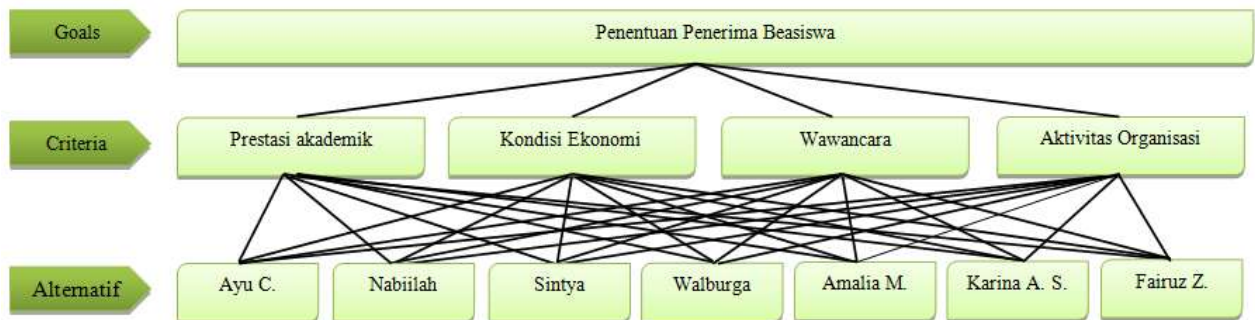 Goals
Penentuan Penerima Beasiswa
Criteria
Prestasi akademik
Kondisi Ekonomi
Wawancara
Aktivitas Organisasi
Alternatif
Ayu C.
Nabiilah
Sintya
Walburga
Amalia M.
Karina A. S.
Fairuz Z.